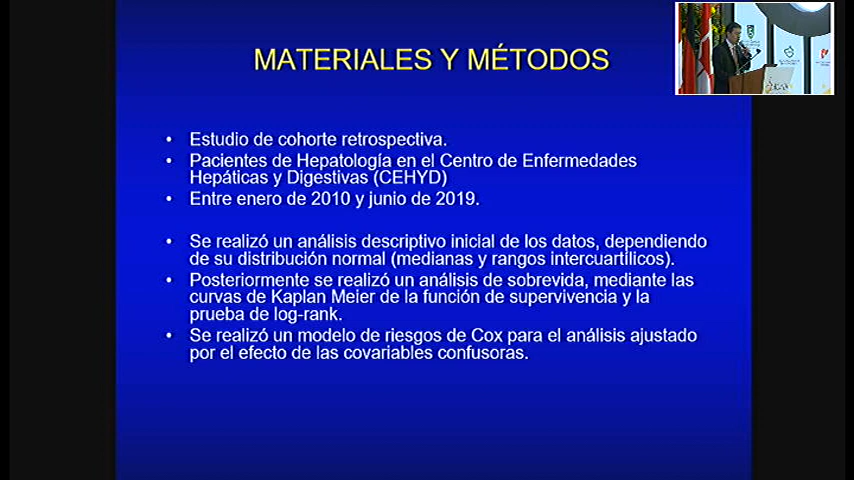 MATERIALES Y MÉTODOS
• Estudio de cohorte retrospectiva.
• Pacientes de Hepatología en el Centro de Enfermedades
Hepáticas y Digestivas (CEHYD)
• Entre enero de 2010 y junio de 2019.
• Se realizó un análisis descriptivo inicial de los datos, dependiendo
de su distribución normal (medianas y rangos intercuartílicos).
• Posteriormente se realizó un análisis de sobrevida, mediante las
curvas de Kaplan Meier de la función de supervivencia y la
prueba de log-rank.
• Se realizó un modelo de riesgos de Cox para el análisis ajustado
por el efecto de las covariables confusoras.